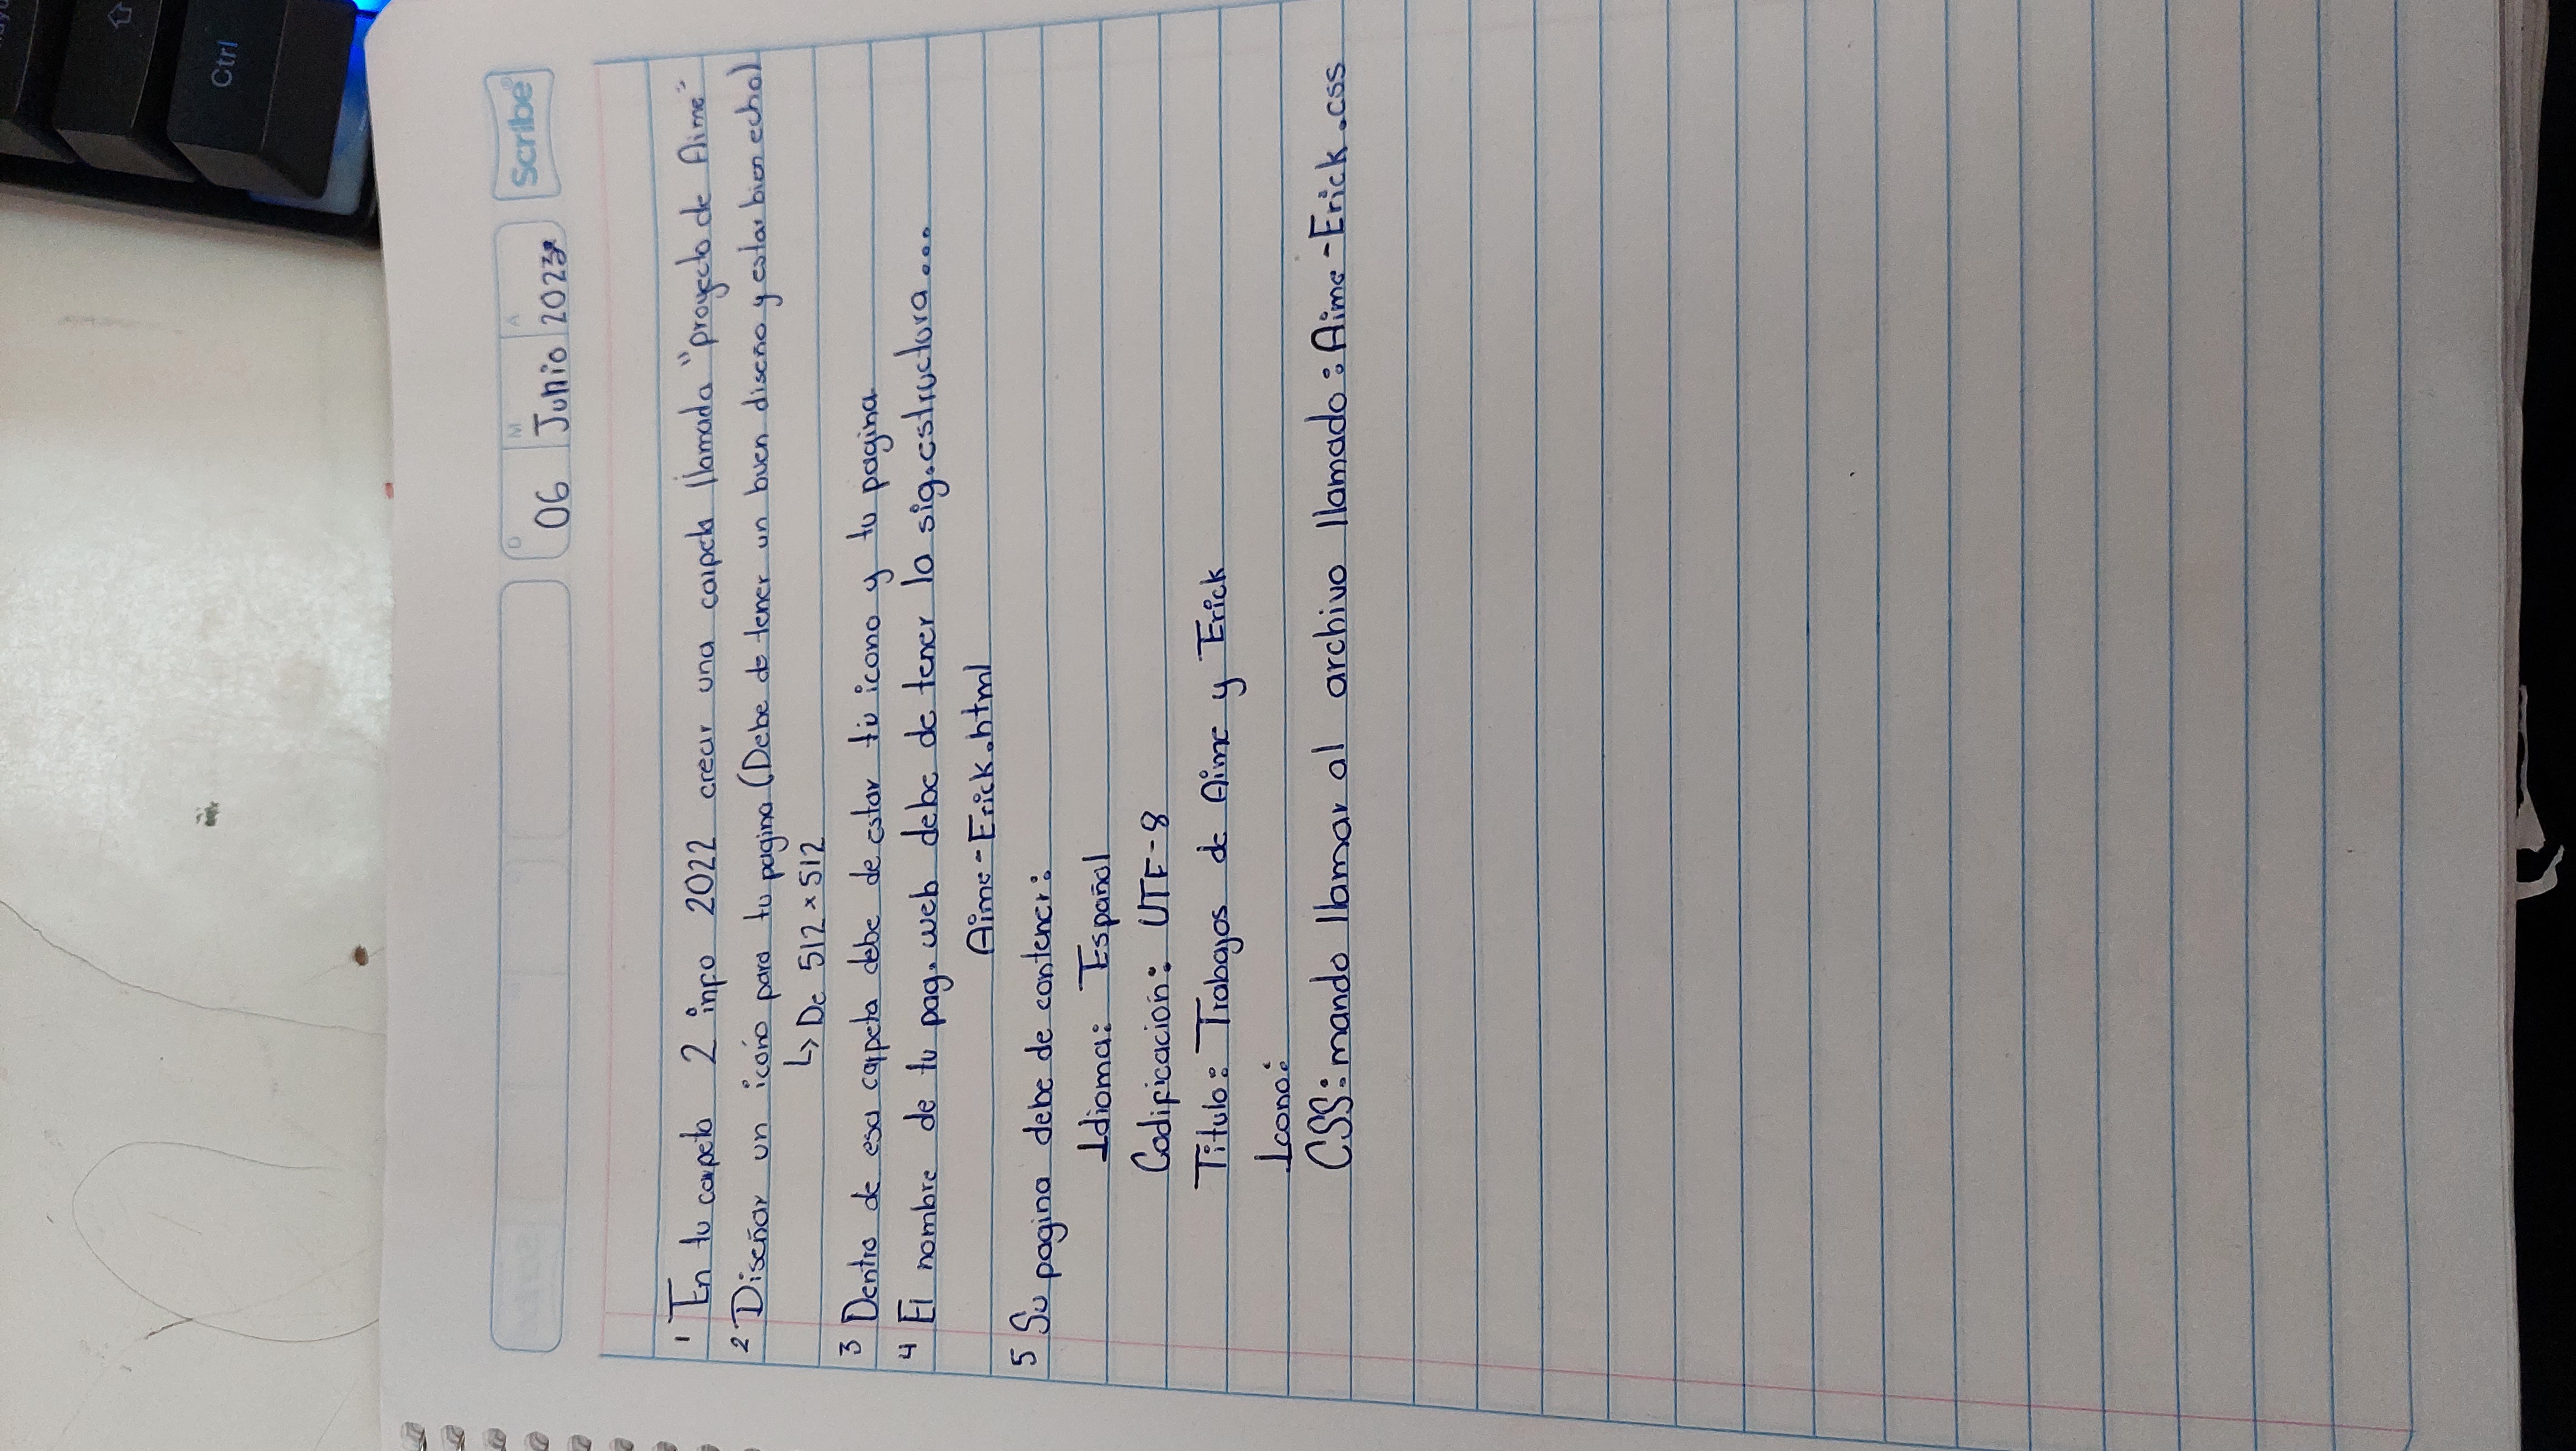 D M A
06 Junio 2023
Scribe
1 En tu carpeta 2 info 2022 crear una carpeta llamada "proyecto de Aime"
2 Diseñar un icono para tu pagina (Debe de tener un buen diseño y estar bien echo)
↳ De 512 x 512
3 Dentro de esa carpeta debe de estar tu icono y tu pagina
4 El nombre de tu pag. web debe de tener la sig. estructura...
Aime-Erick.html
5 Su pagina debe de contener:
Idioma: Español
Codificación: UTF-8
Titulo: Trabajos de Aime y Erick
Icono:
CSS: mando llamar al archivo llamado: Aime-Erick.css
Ctrl